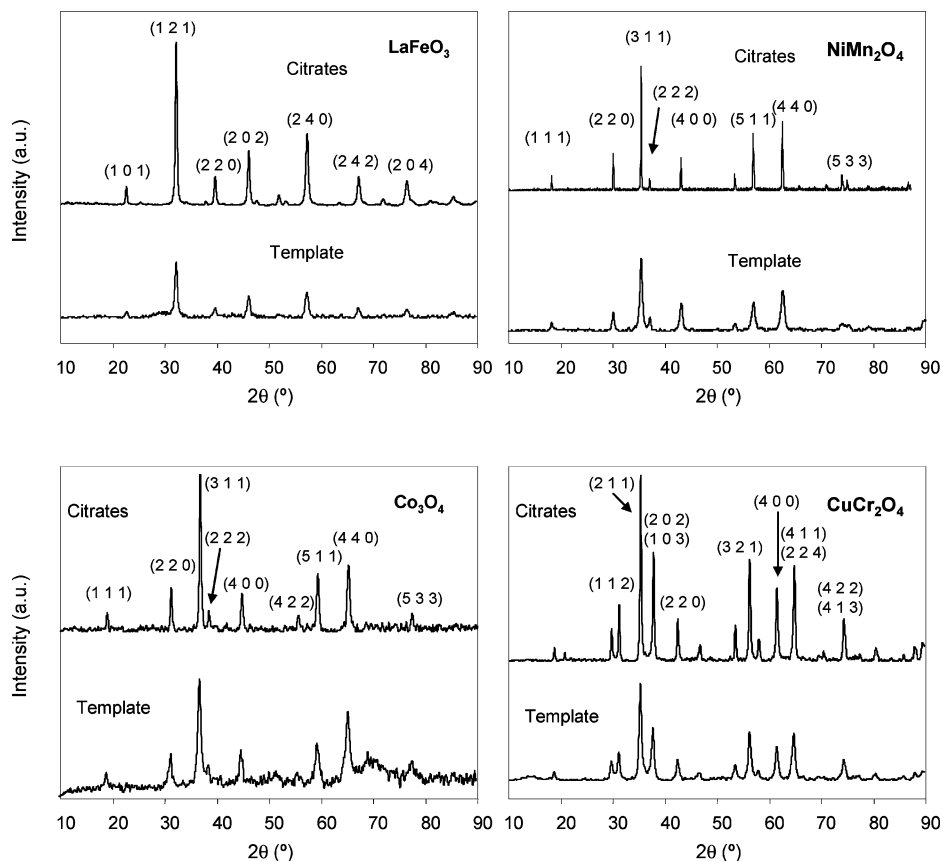 Intensity (a.u.)
(1 2 1)
LaFeO3
Citrates
(2 4 0)
(2 0 2)
(1 0 1)
(2 2 0)
(2 4 2)
(2 0 4)
Template
10 20 30 40 50 60 70 80 90
2θ (º)
(3 1 1)
NiMn2O4
Citrates
(2 2 2)
(4 4 0)
(2 2 0)
(4 0 0)
(5 1 1)
(1 1 1)
(5 3 3)
Template
10 20 30 40 50 60 70 80 90
2θ (º)
Intensity (a.u.)
(3 1 1)
Co3O4
Citrates
(2 2 2)
(4 4 0)
(5 1 1)
(2 2 0)
(1 1 1)
(4 0 0)
(4 2 2)
(5 3 3)
Template
10 20 30 40 50 60 70 80 90
2θ (º)
(2 1 1)
CuCr2O4
Citrates
(4 0 0)
(2 0 2)
(1 0 3)
(4 1 1)
(2 2 4)
(3 2 1)
(1 1 2)
(2 2 0)
(4 2 2)
(4 1 3)
Template
10 20 30 40 50 60 70 80 90
2θ (º)